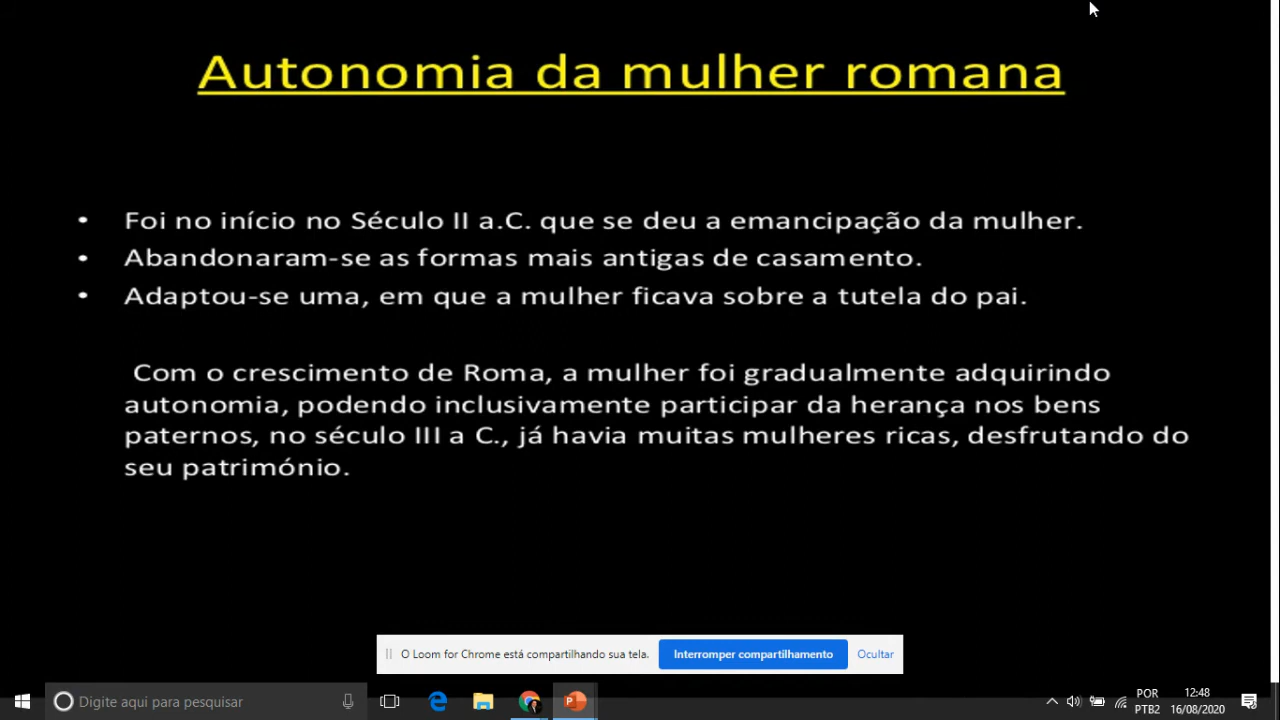 Autonomia da mulher romana
• Foi no início no Século II a.C. que se deu a emancipação da mulher.
• Abandonaram-se as formas mais antigas de casamento.
• Adaptou-se uma, em que a mulher ficava sobre a tutela do pai.
Com o crescimento de Roma, a mulher foi gradualmente adquirindo
autonomia, podendo inclusivamente participar da herança nos bens
paternos, no século III a C., já havia muitas mulheres ricas, desfrutando do
seu património.
O Loom for Chrome está compartilhando sua tela. Interromper compartilhamento Ocultar
Digite aqui para pesquisar
POR 12:48
PTB2 16/08/2020